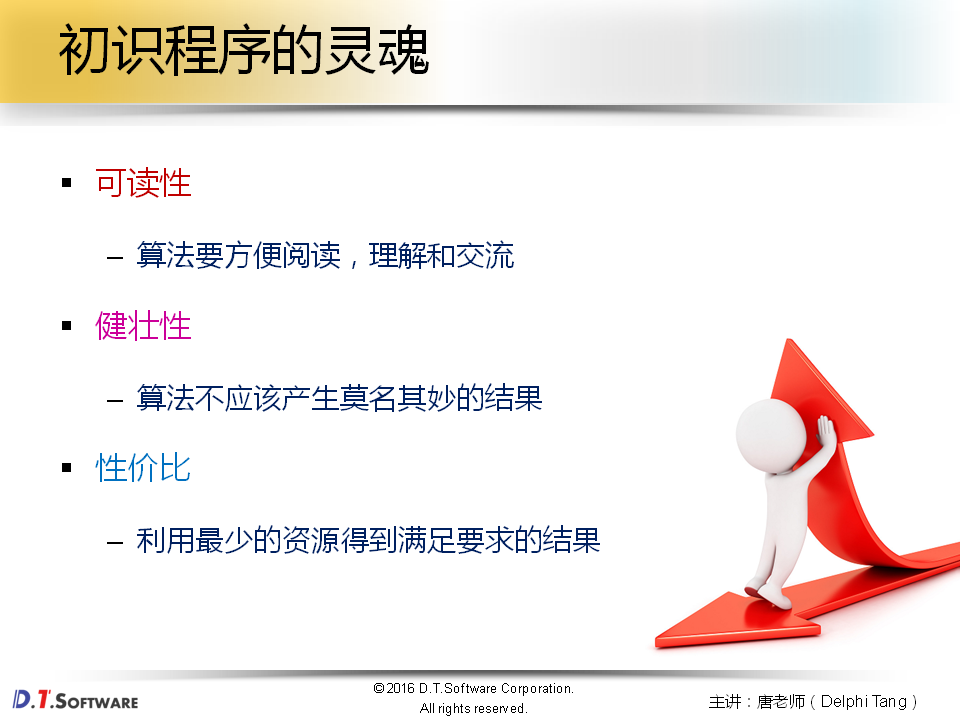 初识程序的灵魂
▪ 可读性
– 算法要方便阅读，理解和交流
▪ 健壮性
– 算法不应该产生莫名其妙的结果
▪ 性价比
– 利用最少的资源得到满足要求的结果
D.T.SOFTWARE
©2016 D.T.Software Corporation.
All rights reserved.
主讲：唐老师（Delphi Tang）